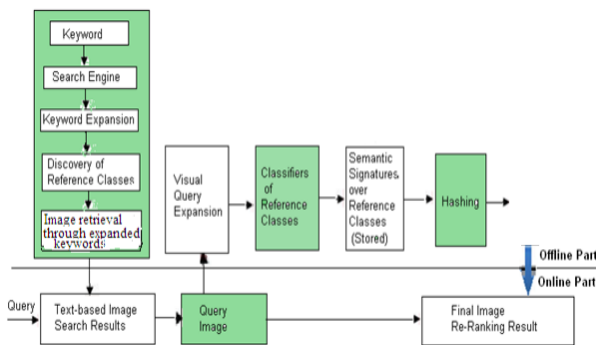 Keyword
Search Engine
Keyword Expansion
Discovery of
Reference Classes
Image retrieval
through expanded
keywords
Visual
Query
Expansion
Classifiers
of
Reference
Classes
Semantic
Signatures
over
Reference
Classes
(Stored)
Hashing
Offline Part
Online Part
Query
Text-based Image
Search Results
Query
Image
Final Image
Re-Ranking Result